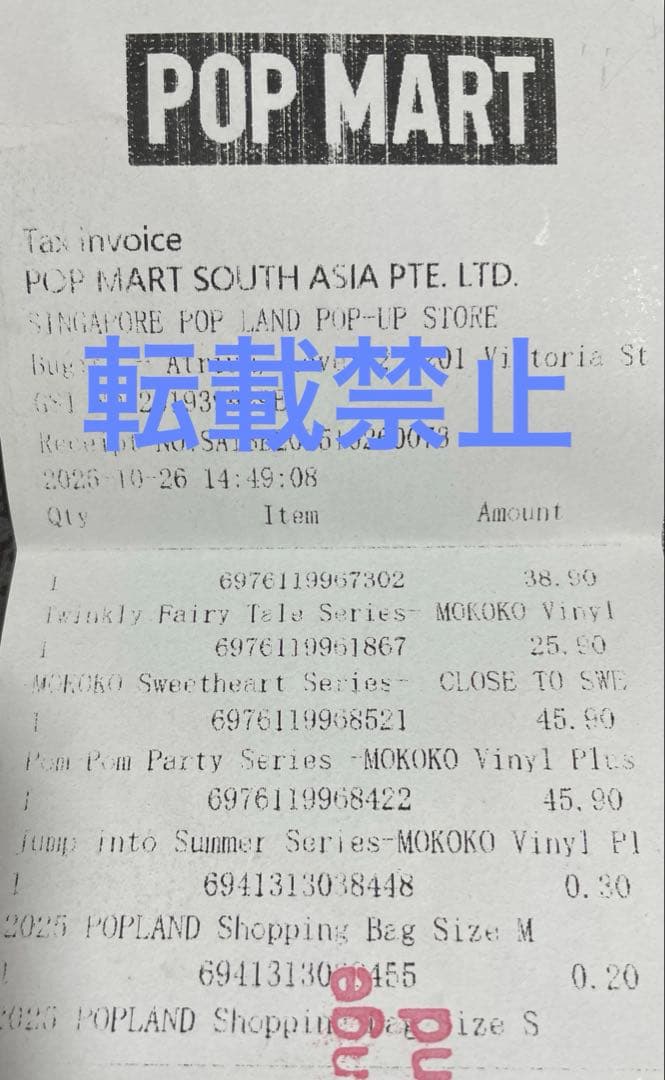 POP MART
Tax invoice
POP MART SOUTH ASIA PTE. LTD.
SINGAPORE POP LAND POP-UP STORE
Victoria St
転載禁止
Receipt
2025-10-26 14:49:08
Qty Item Amount
1 6976119967302 38.90
Twinkly Fairy Tale Series- MOKOKO Vinyl
1 6976119961867 25.90
MOKOKO Sweetheart Series- CLOSE TO SWE
1 6976119968521 45.90
Pom Pom Party Series -MOKOKO Vinyl Plus
1 6976119968422 45.90
Jump into Summer Series-MOKOKO Vinyl Pl
1 6941313038448 0.30
2025 POPLAND Shopping Bag Size M
1 0.20
2025 POPLAND Shopping Bag Size S